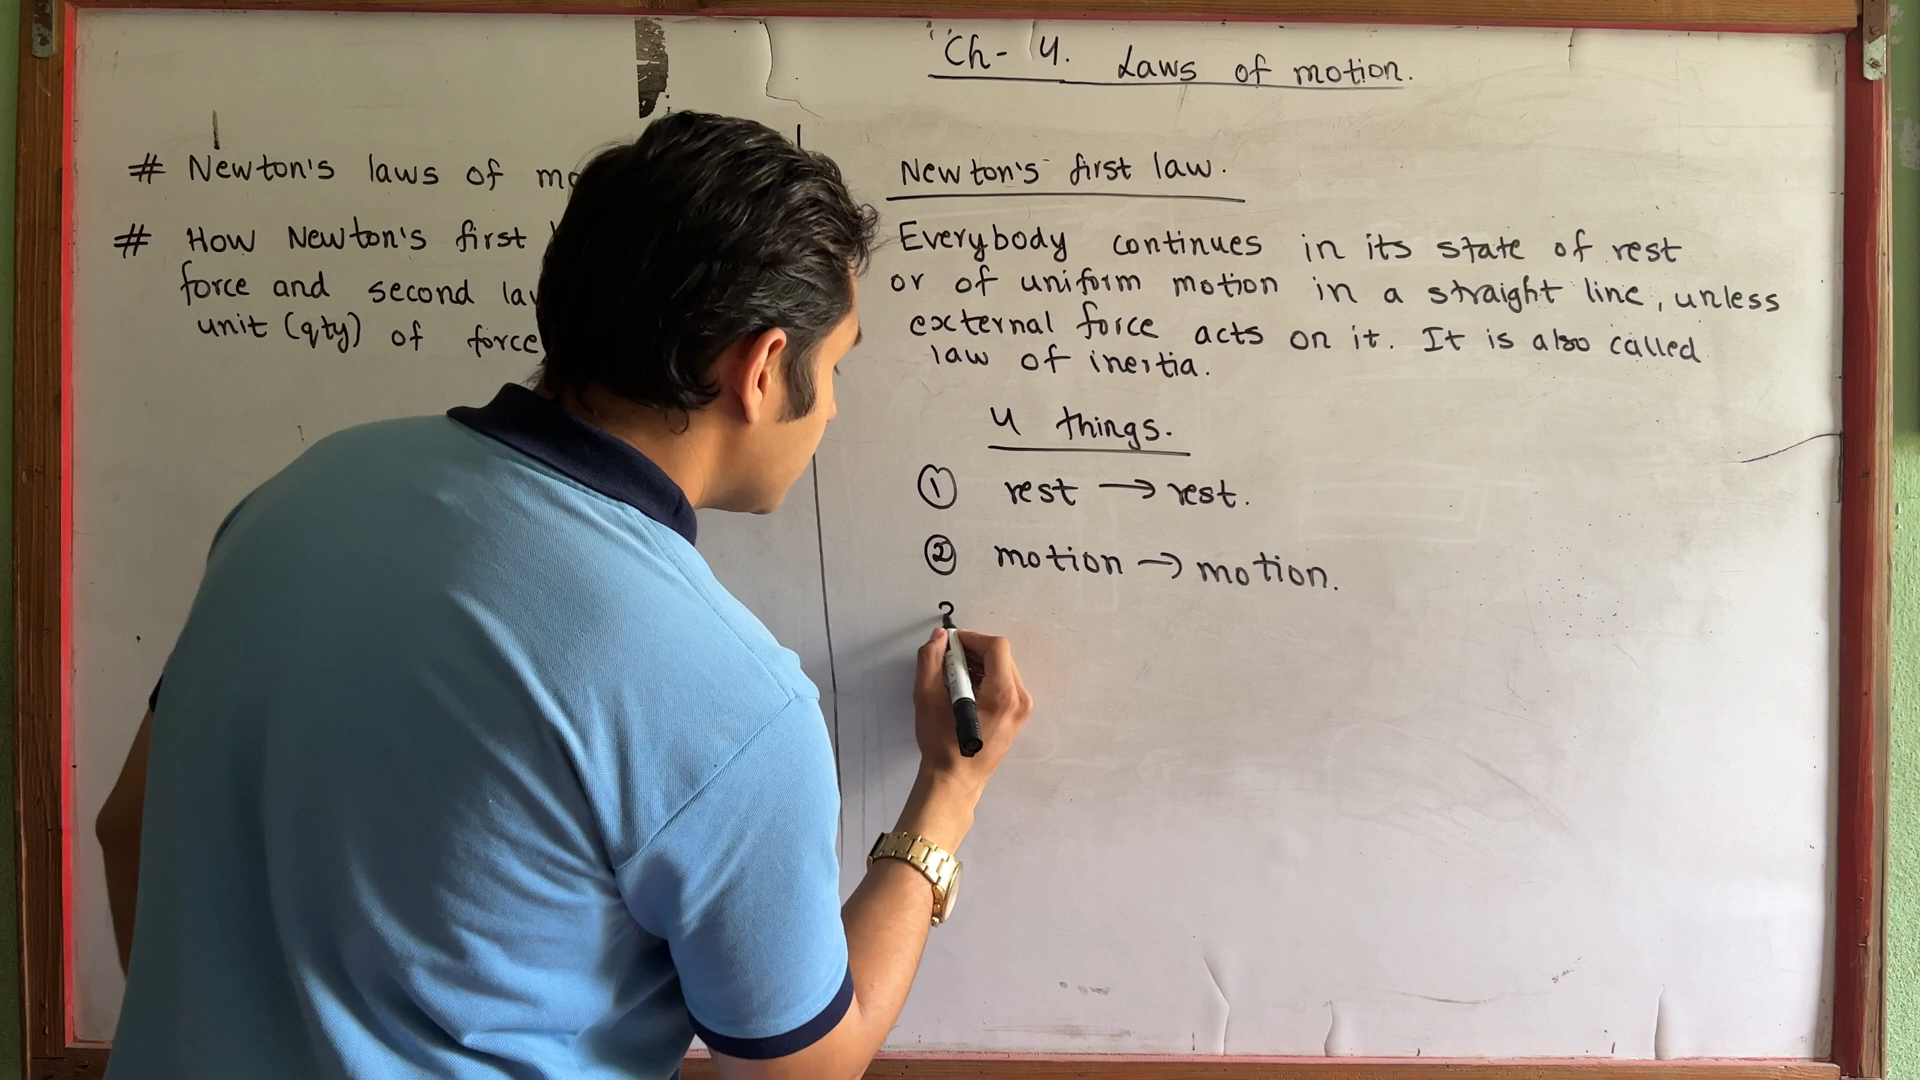 Ch- 4. Laws of motion.
# Newton's laws of
# How Newton's first
force and second
unit (qty) of force
Newton's first law.
Everybody continues in its state of rest
or of uniform motion in a straight line, unless
external force acts on it. It is also called
law of inertia.
4 things.
① rest → rest.
② motion → motion.